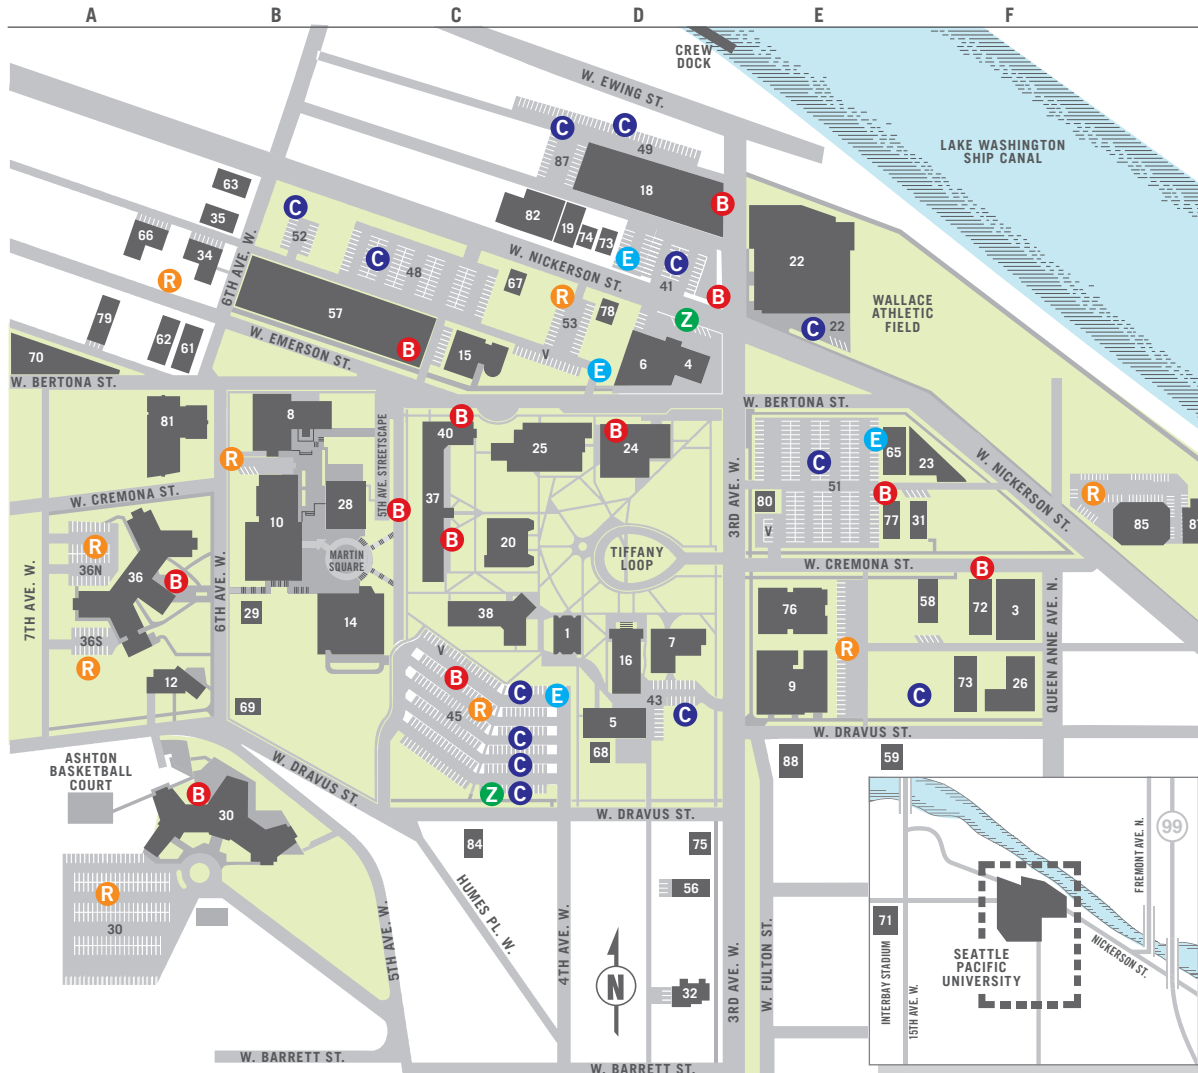 A B C D E F
CREW
DOCK
W. EWING ST.
LAKE WASHINGTON
SHIP CANAL
C
C
49
87
18
63
B
35
C
52
82
19
74
73
66
34
6TH AVE. W.
R
C
48
W. NICKERSON ST.
E
C
41
22
67
R
B
79
57
53
78
Z
C
22
WALLACE
ATHLETIC
FIELD
62
61
W. EMERSON ST.
B
15
V
E
6
4
70
W. BERTONA ST.
W. BERTONA ST.
81
8
5TH AVE. STREETSCAPE
B
40
25
B
24
E
65
23
R
C
51
W. NICKERSON ST.
3RD AVE. W.
W. CREMONA ST.
37
28
10
B
80
V
B
77
31
R
85
87
R
36N
36
B
20
B
MARTIN
SQUARE
TIFFANY
LOOP
W. CREMONA ST.
B
7TH AVE. W.
6TH AVE. W.
29
14
38
1
16
7
76
58
72
3
36S
R
12
V
B
R
45
C
E
43
C
R
9
C
73
26
QUEEN ANNE AVE. N.
69
5
68
C
C
Z
C
W. DRAVUS ST.
88
59
ASHTON
BASKETBALL
COURT
W. DRAVUS ST.
B
30
W. DRAVUS ST.
84
75
56
R
30
HUMES PL. W.
5TH AVE. W.
4TH AVE. W.
3RD AVE. W.
W. FULTON ST.
N
32
71
INTERBAY STADIUM
15TH AVE. W.
99
FREMONT AVE. N.
NICKERSON ST.
SEATTLE
PACIFIC
UNIVERSITY
W. BARRETT ST.
W. BARRETT ST.